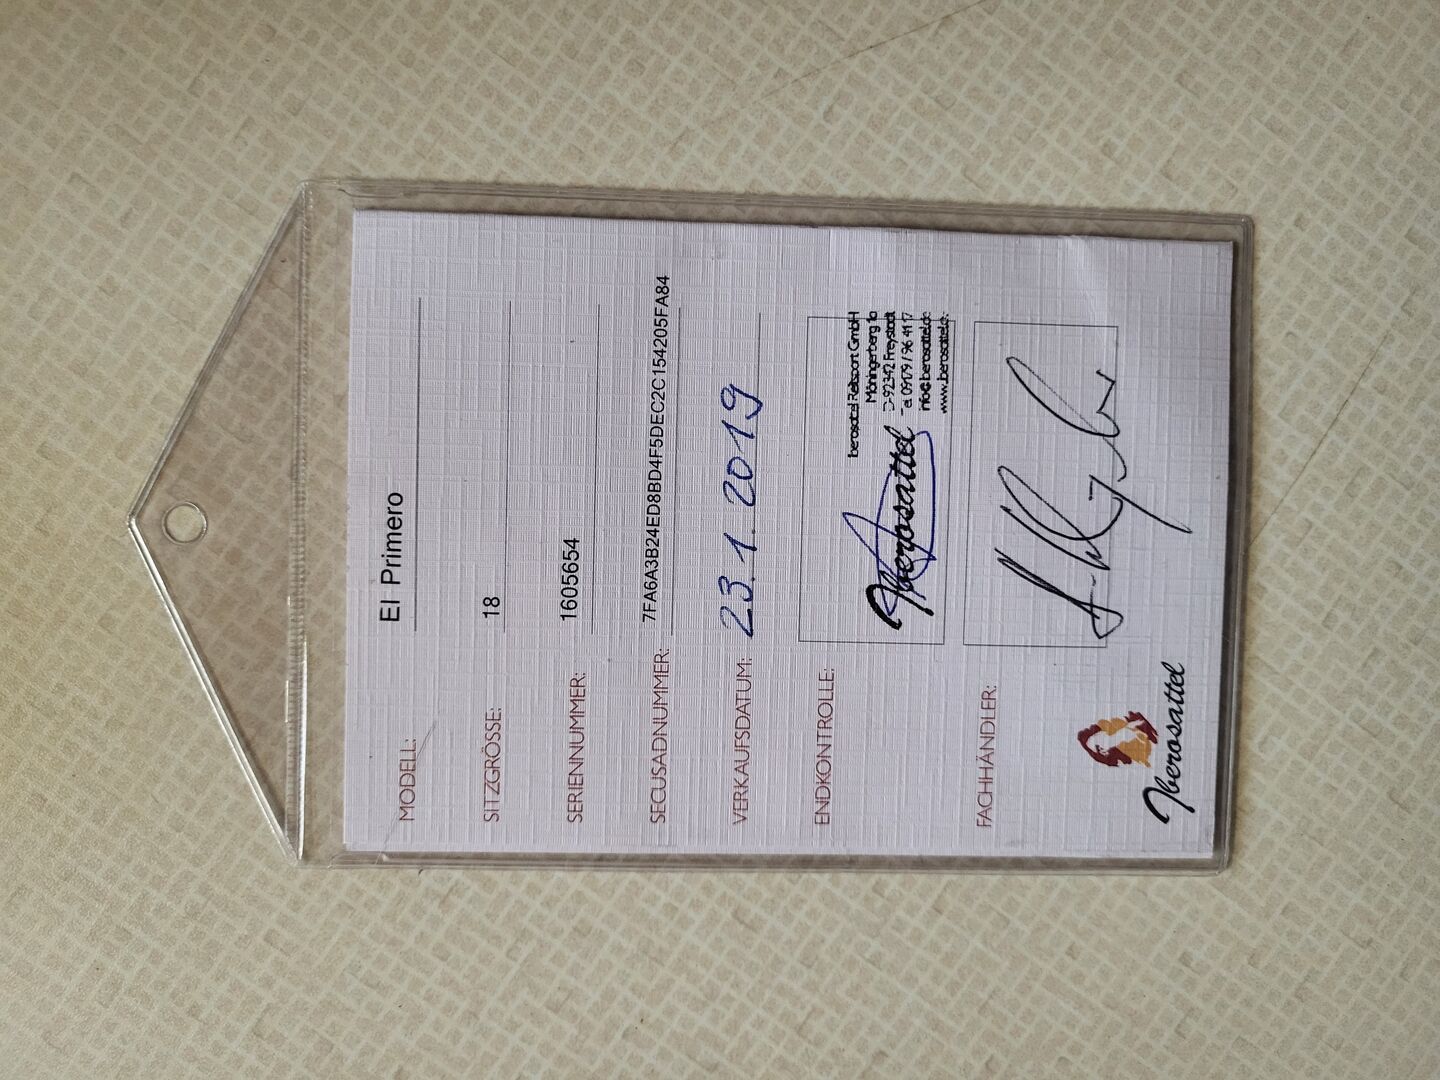 MODELL: El Primero
SITZGRÖSSE: 18
SERIENNUMMER: 1605654
SECUSADNUMMER: 7FA6A3B24ED8BD4F5DEC2C154205FA84
VERKAUFSDATUM: 23.1.2019
ENDKONTROLLE:
Iberosattel
Iberosattel Reitsport GmbH
Möningerberg 1a
D-92342 Freystadt
Tel 09179 / 96 41 17
info@iberosattel.de
www.iberosattel.de
FACHHÄNDLER:
Iberosattel